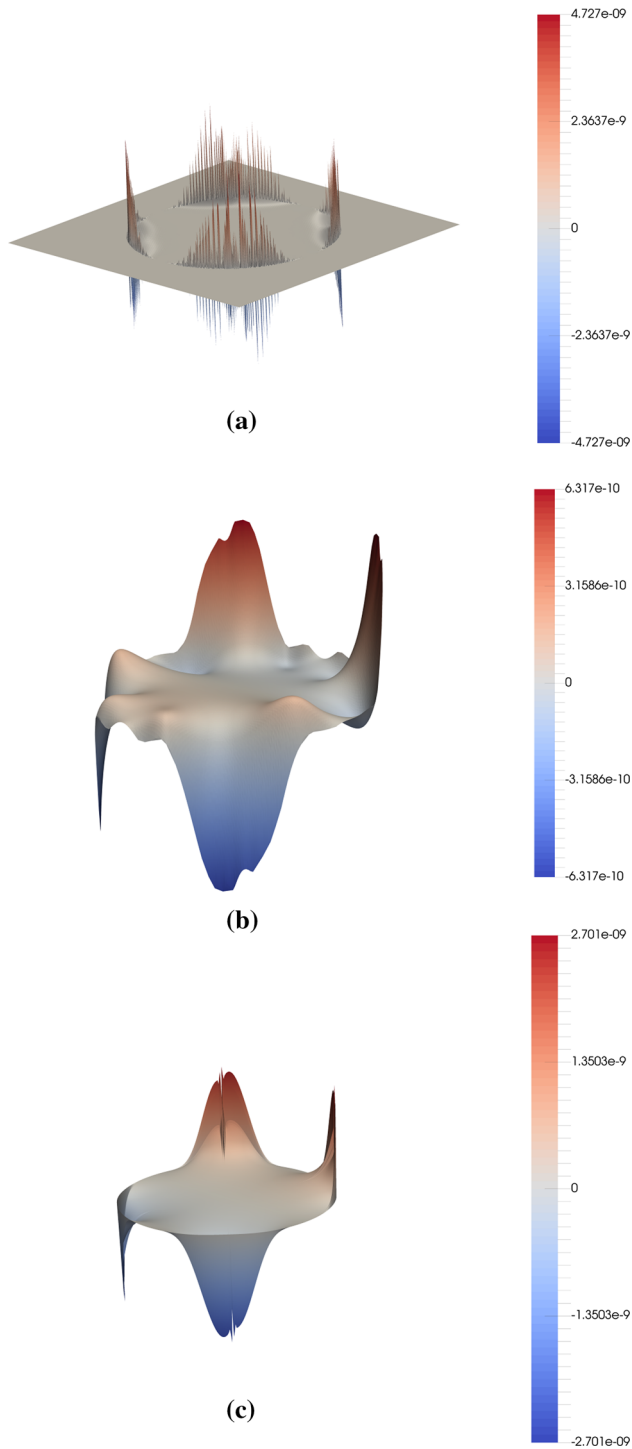 4.727e-09
2.3637e-9
0
-2.3637e-9
-4.727e-09
(a)
6.317e-10
3.1586e-10
0
-3.1586e-10
-6.317e-10
(b)
2.701e-09
1.3503e-9
0
-1.3503e-9
-2.701e-09
(c)